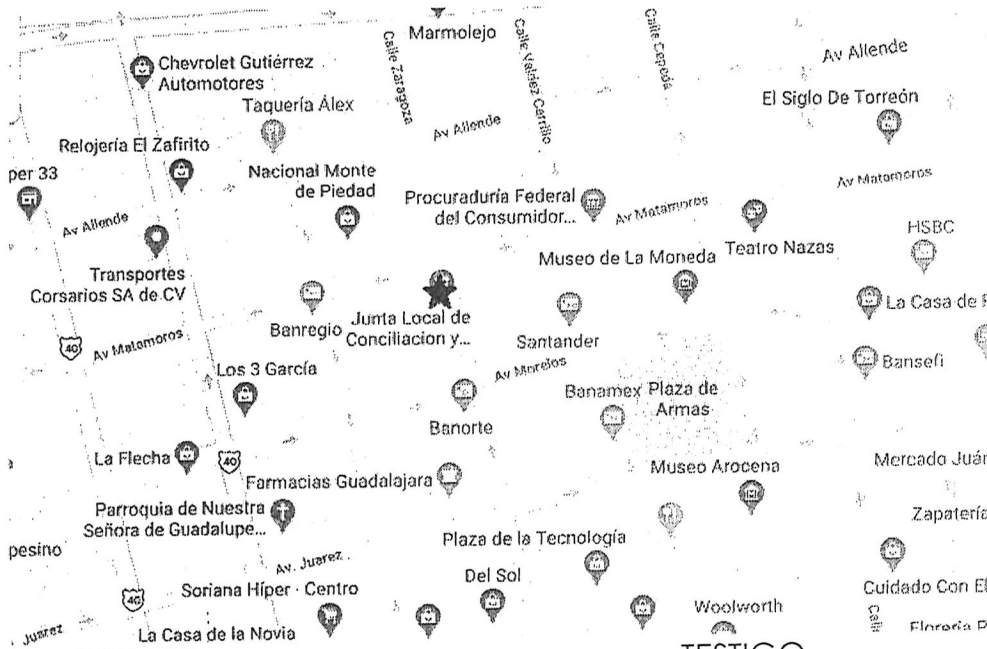 Marmolejo
Calle Zaragoza
Calle Valdez Carrillo
Calle Cepeda
Av Allende
Chevrolet Gutiérrez
Automotores
Taquería Álex
Av Allende
El Siglo De Torreón
Relojería El Zafirito
per 33
Nacional Monte
de Piedad
Procuraduría Federal
del Consumidor...
Av Matamoros
Av Matamoros
Av Allende
Teatro Nazas
HSBC
Transportes
Corsarios SA de CV
Museo de La Moneda
La Casa de
40
Av Matamoros
Banregio
Junta Local de
Conciliacion y...
Santander
Bansefi
Los 3 García
Av Morelos
Banamex
Plaza de
Armas
Banorte
La Flecha
40
Farmacias Guadalajara
Museo Arocena
Mercado Juár
Parroquia de Nuestra
Señora de Guadalupe...
Zapatería
pesino
Av. Juarez
Plaza de la Tecnología
40
Soriana Híper - Centro
Del Sol
Cuidado Con El
Juarez
La Casa de la Novia
Woolworth